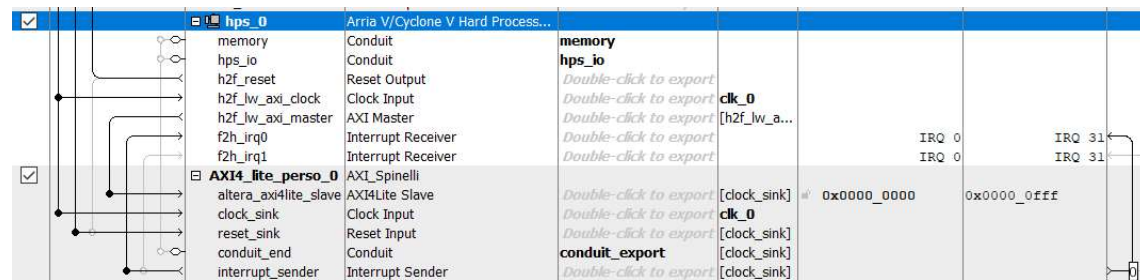 hps_0 Arria V/Cyclone V Hard Process...
memory Conduit memory
hps_io Conduit hps_io
h2f_reset Reset Output Double-click to export
h2f_lw_axi_clock Clock Input Double-click to export clk_0
h2f_lw_axi_master AXI Master Double-click to export [h2f_lw_a...
f2h_irq0 Interrupt Receiver Double-click to export IRQ 0 IRQ 31
f2h_irq1 Interrupt Receiver Double-click to export IRQ 0 IRQ 31
AXI4_lite_perso_0 AXI_Spinelli
altera_axi4lite_slave AXI4Lite Slave Double-click to export [clock_sink] 0x0000_0000 0x0000_0fff
clock_sink Clock Input Double-click to export clk_0
reset_sink Reset Input Double-click to export [clock_sink]
conduit_end Conduit conduit_export [clock_sink]
interrupt_sender Interrupt Sender Double-click to export [clock_sink]